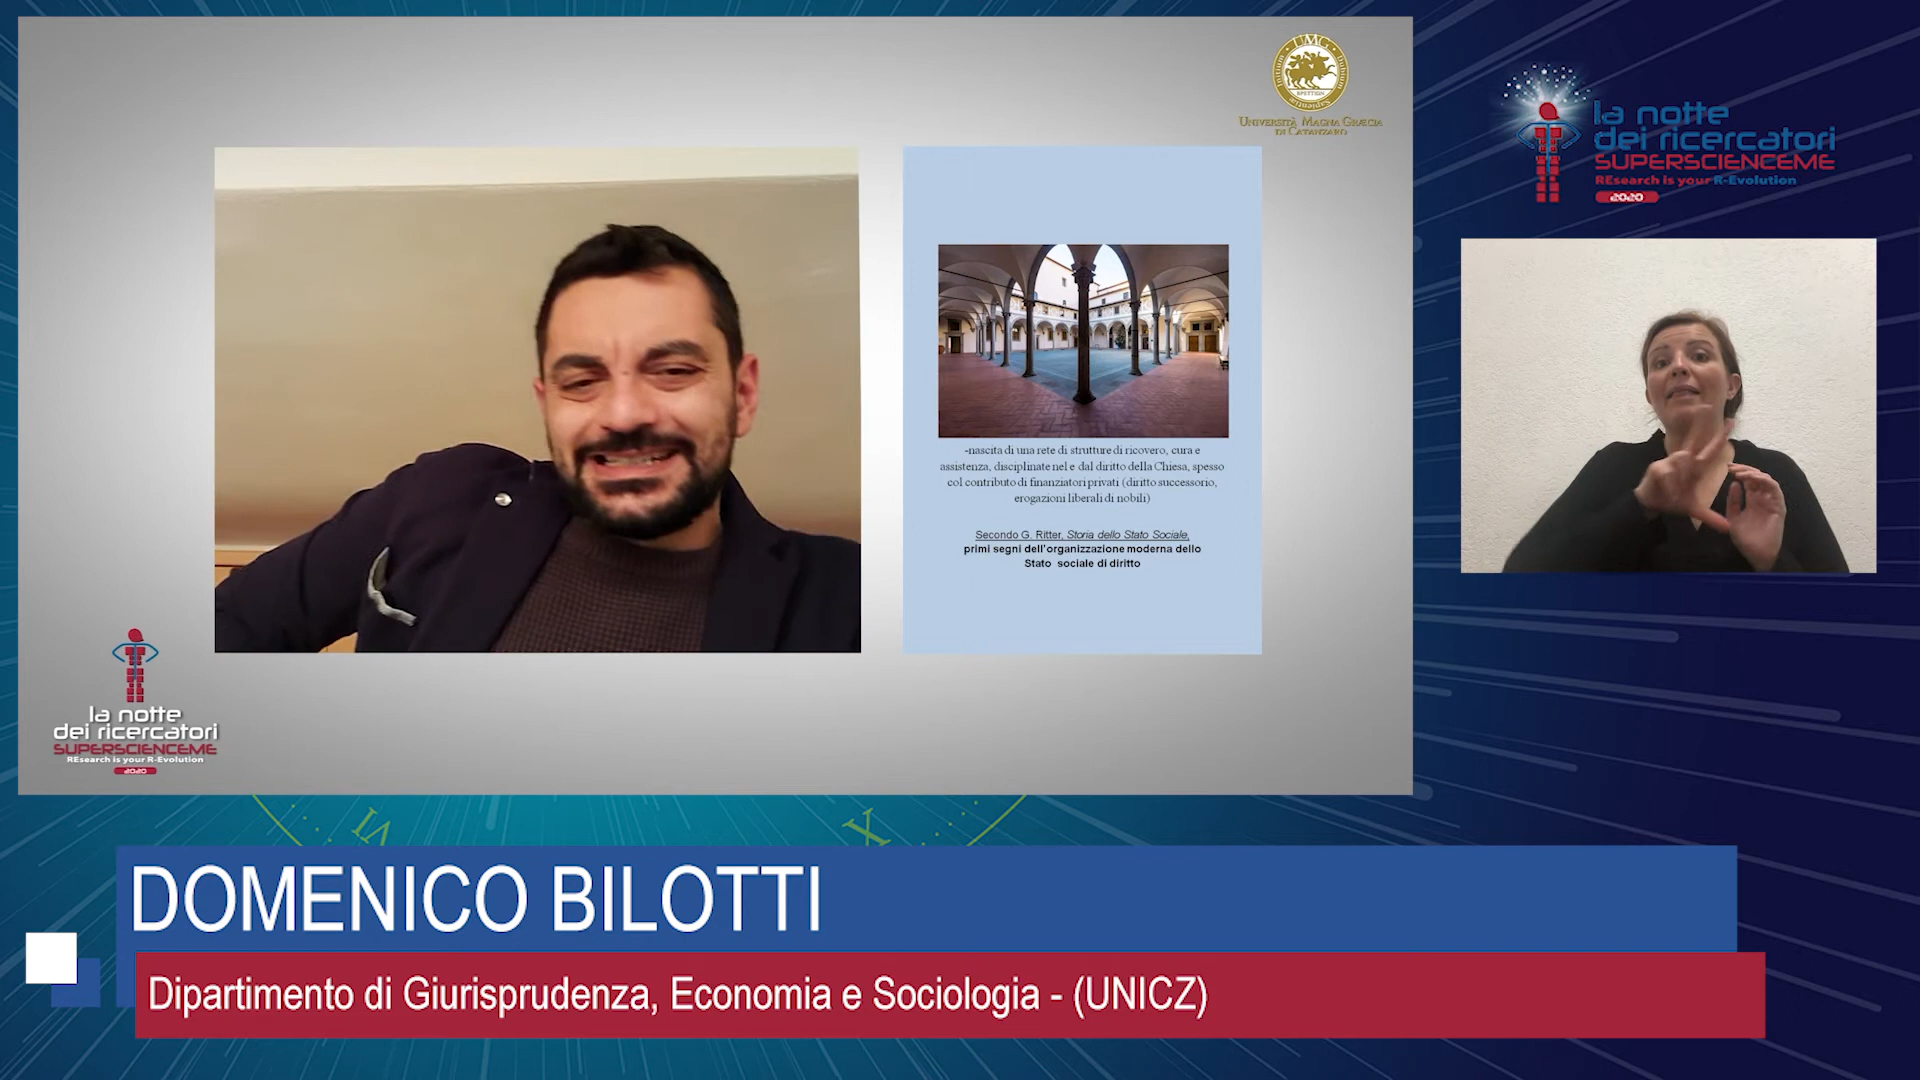 UMG
UNIVERSITÀ MAGNA GRÆCIA
DI CATANZARO
la notte
dei ricercatori
SUPERSCIENCEME
REsearch is your R-Evolution
2020
-nascita di una rete di strutture di ricovero, cura e
assistenza, disciplinate nel e dal diritto della Chiesa, spesso
col contributo di finanziatori privati (diritto successorio,
erogazioni liberali di nobili)
Secondo G. Ritter, Storia dello Stato Sociale,
primi segni dell'organizzazione moderna dello
Stato sociale di diritto
la notte
dei ricercatori
SUPERSCIENCEME
REsearch is your R-Evolution
2020
VI
X
DOMENICO BILOTTI
Dipartimento di Giurisprudenza, Economia e Sociologia - (UNICZ)